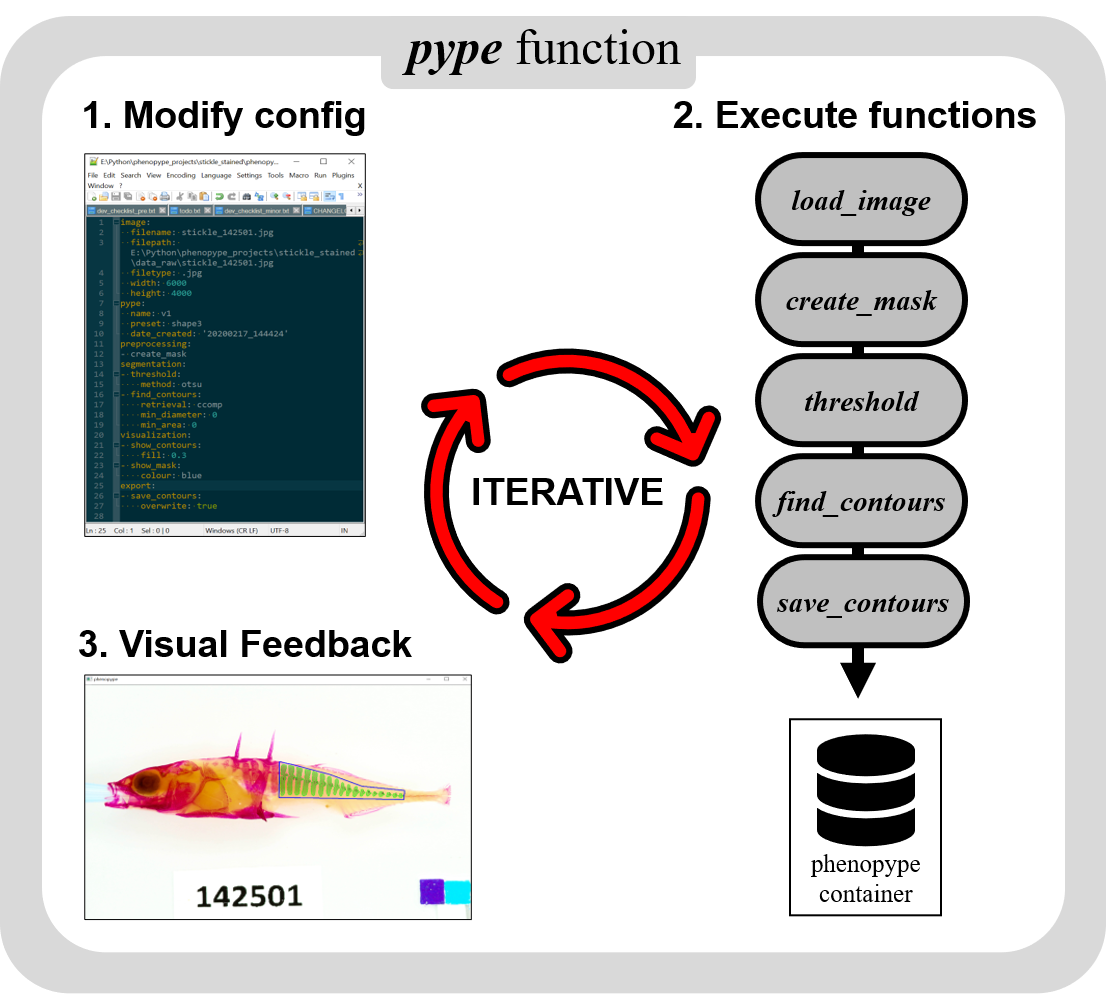 pype function
1. Modify config
E:\Python\phenopype_projects\stickle_stained\phenopy...
File Edit Search View Encoding Language Settings Tools Macro Run Plugins
Window ? X
dev_checklist_pre.txt todo.txt dev_checklist_minor.txt CHANGEL
1 image:
2 filename: stickle_142501.jpg
3 filepath:
E:\Python\phenopype_projects\stickle_stained
\data_raw\stickle_142501.jpg
4 filetype: .jpg
5 width: 6000
6 height: 4000
7 pype:
8 name: v1
9 preset: shape3
10 date_created: '20200217_144424'
11 preprocessing:
12 - create_mask
13 segmentation:
14 - threshold:
15 method: otsu
16 - find_contours:
17 retrieval: ccomp
18 min_diameter: 0
19 min_area: 0
20 visualization:
21 - show_contours:
22 fill: 0.3
23 - show_mask:
24 colour: blue
25 export:
26 - save_contours:
27 overwrite: true
28
Ln : 25 Col : 1 Sel : 0 | 0 Windows (CR LF) UTF-8 IN
2. Execute functions
load_image
create_mask
threshold
find_contours
save_contours
phenopype
container
ITERATIVE
3. Visual Feedback
phenopype
142501